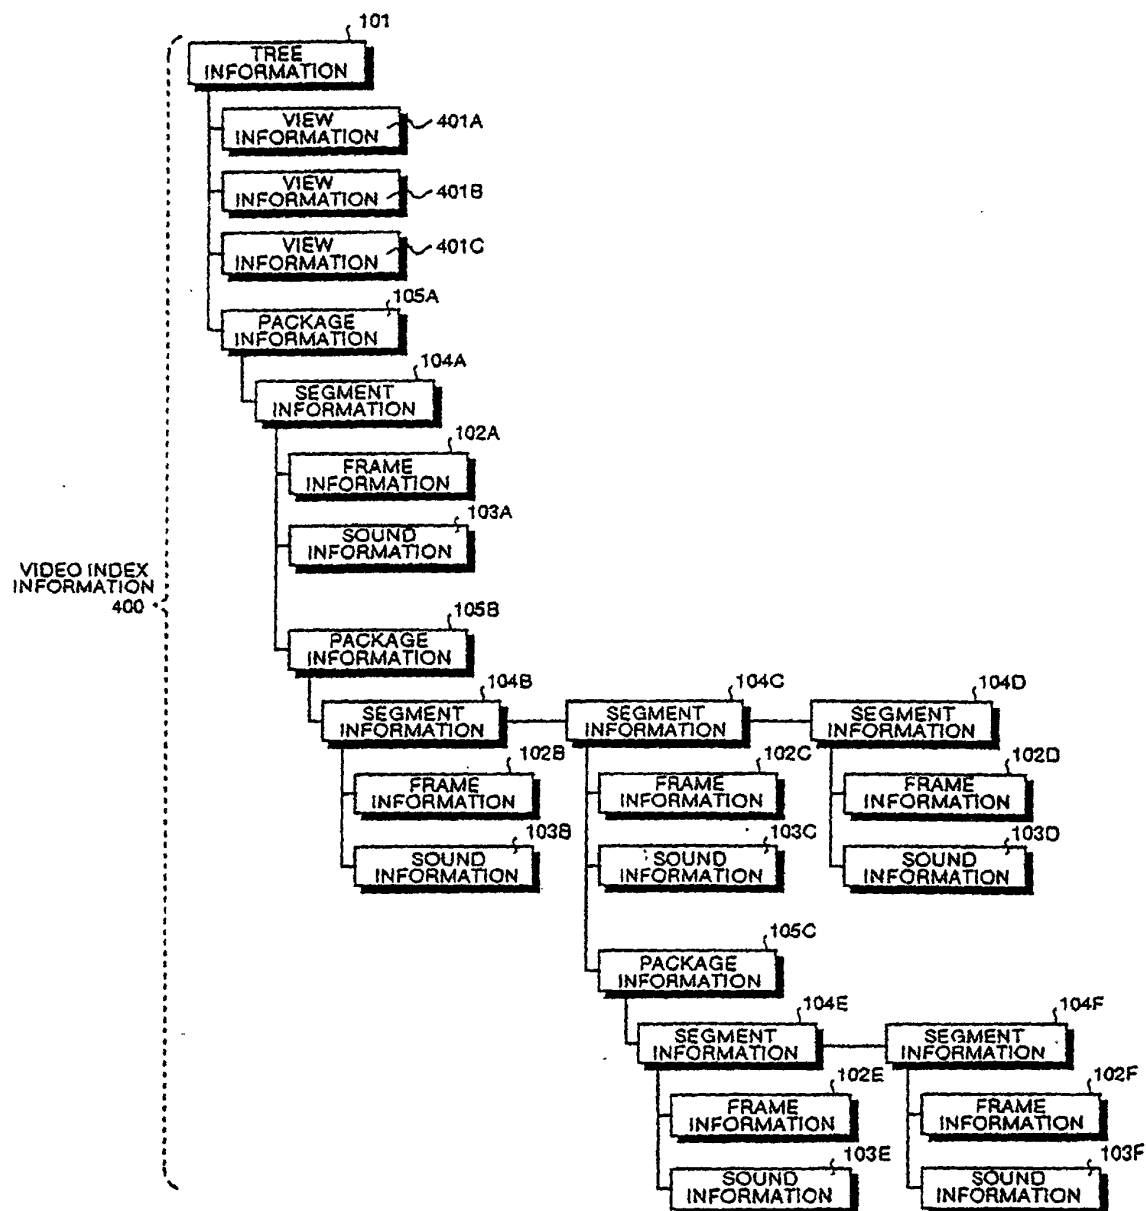 101
TREE
INFORMATION
VIEW
INFORMATION
401A
VIEW
INFORMATION
401B
VIEW
INFORMATION
401C
105A
PACKAGE
INFORMATION
104A
SEGMENT
INFORMATION
102A
FRAME
INFORMATION
103A
SOUND
INFORMATION
VIDEO INDEX
INFORMATION
400
105B
PACKAGE
INFORMATION
104B
SEGMENT
INFORMATION
104C
SEGMENT
INFORMATION
104D
SEGMENT
INFORMATION
102B
FRAME
INFORMATION
102C
FRAME
INFORMATION
102D
FRAME
INFORMATION
103B
SOUND
INFORMATION
103C
SOUND
INFORMATION
103D
SOUND
INFORMATION
105C
PACKAGE
INFORMATION
104E
SEGMENT
INFORMATION
104F
SEGMENT
INFORMATION
102E
FRAME
INFORMATION
102F
FRAME
INFORMATION
103E
SOUND
INFORMATION
103F
SOUND
INFORMATION